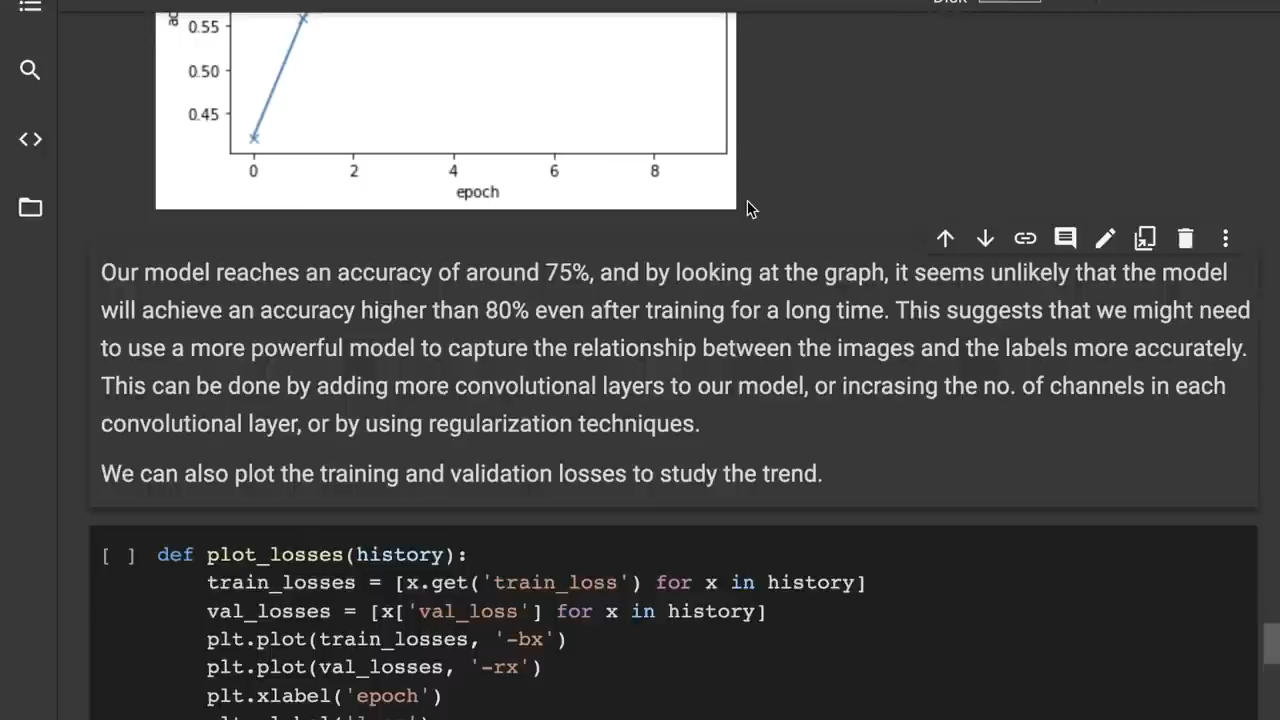 Disk
0.55
0.50
0.45
0 2 4 6 8
epoch
Our model reaches an accuracy of around 75%, and by looking at the graph, it seems unlikely that the model
will achieve an accuracy higher than 80% even after training for a long time. This suggests that we might need
to use a more powerful model to capture the relationship between the images and the labels more accurately.
This can be done by adding more convolutional layers to our model, or incrasing the no. of channels in each
convolutional layer, or by using regularization techniques.
We can also plot the training and validation losses to study the trend.
[ ] def plot_losses(history):
train_losses = [x.get('train_loss') for x in history]
val_losses = [x['val_loss'] for x in history]
plt.plot(train_losses, '-bx')
plt.plot(val_losses, '-rx')
plt.xlabel('epoch')